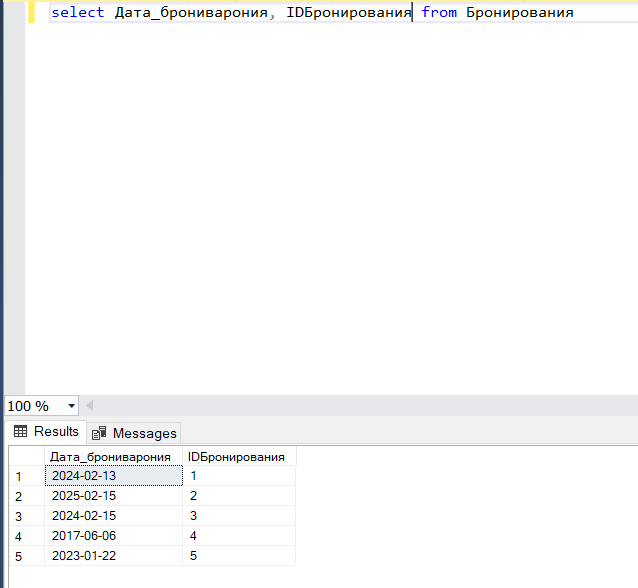 select Дата_брониварония, IDБронирования from Бронирования
100 %
Results Messages
Дата_брониварония IDБронирования
1 2024-02-13 1
2 2025-02-15 2
3 2024-02-15 3
4 2017-06-06 4
5 2023-01-22 5